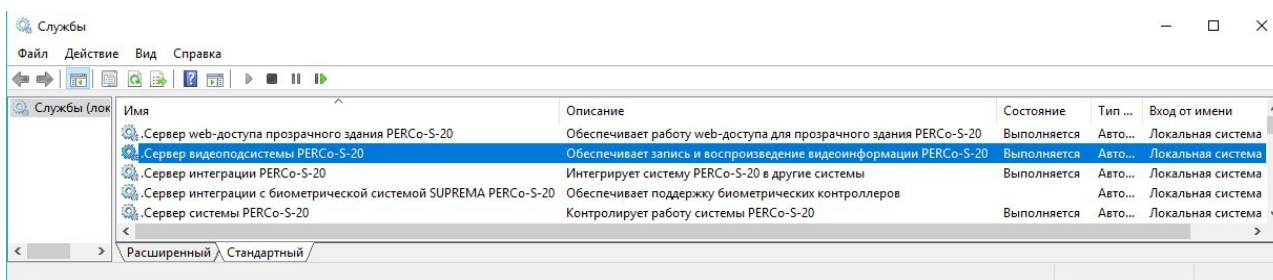 Службы
Файл Действие Вид Справка
Службы (лок
Имя Описание Состояние Тип ... Вход от имени
.Сервер web-доступа прозрачного здания PERCo-S-20 Обеспечивает работу web-доступа для прозрачного здания PERCo-S-20 Выполняется Авто... Локальная система
.Сервер видеоподсистемы PERCo-S-20 Обеспечивает запись и воспроизведение видеоинформации PERCo-S-20 Выполняется Авто... Локальная система
.Сервер интеграции PERCo-S-20 Интегрирует систему PERCo-S-20 в другие системы Выполняется Авто... Локальная система
.Сервер интеграции с биометрической системой SUPREMA PERCo-S-20 Обеспечивает поддержку биометрических контроллеров Авто... Локальная система
.Сервер системы PERCo-S-20 Контролирует работу системы PERCo-S-20 Выполняется Авто... Локальная система
Расширенный Стандартный